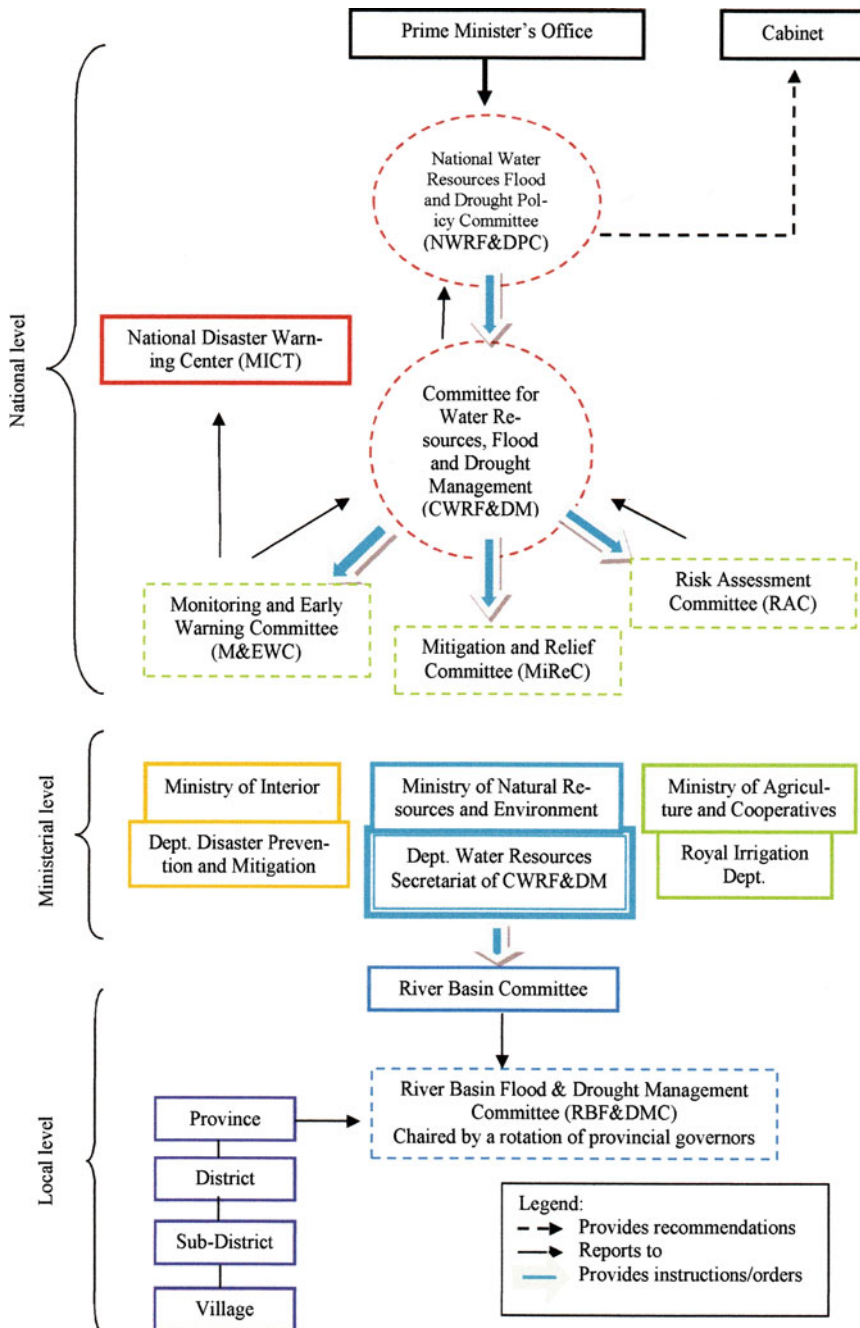 Prime Minister's Office
Cabinet
National Water
Resources Flood
and Drought Pol-
icy Committee
(NWRF&DPC)
National level
National Disaster Warn-
ing Center (MICT)
Committee for
Water Re-
sources, Flood
and Drought
Management
(CWRF&DM)
Monitoring and Early
Warning Committee
(M&EWC)
Mitigation and Relief
Committee (MiReC)
Risk Assessment
Committee (RAC)
Ministerial level
Ministry of Interior
Dept. Disaster Preven-
tion and Mitigation
Ministry of Natural Re-
sources and Environment
Dept. Water Resources
Secretariat of CWRF&DM
Ministry of Agricul-
ture and Cooperatives
Royal Irrigation
Dept.
Local level
River Basin Committee
River Basin Flood & Drought Management
Committee (RBF&DMC)
Chaired by a rotation of provincial governors
Province
District
Sub-District
Village
Legend:
Provides recommendations
Reports to
Provides instructions/orders